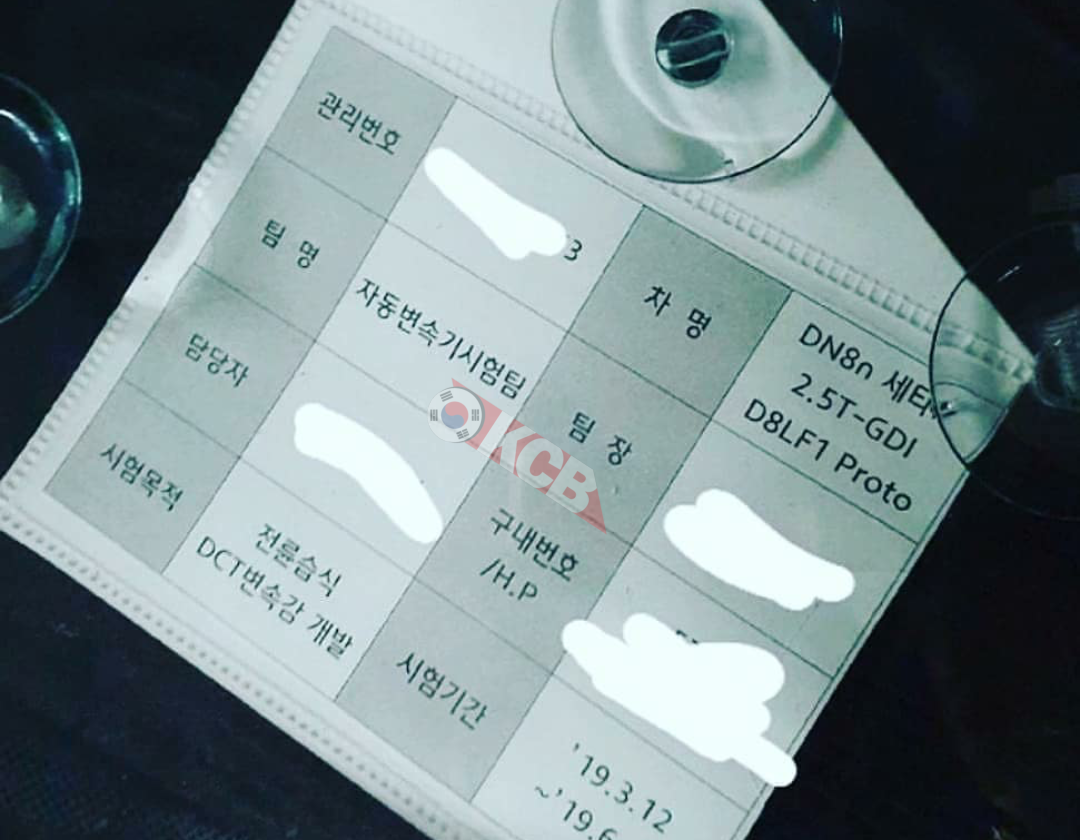 관리번호
3
차 명
DN8n 세타
2.5T-GDI
D8LF1 Proto
팀 명
자동변속기시험팀
팀 장
담당자
구내번호
/H.P
시험목적
전륜습식
DCT변속감 개발
시험기간
'19.3.12
~'19.6
KCB